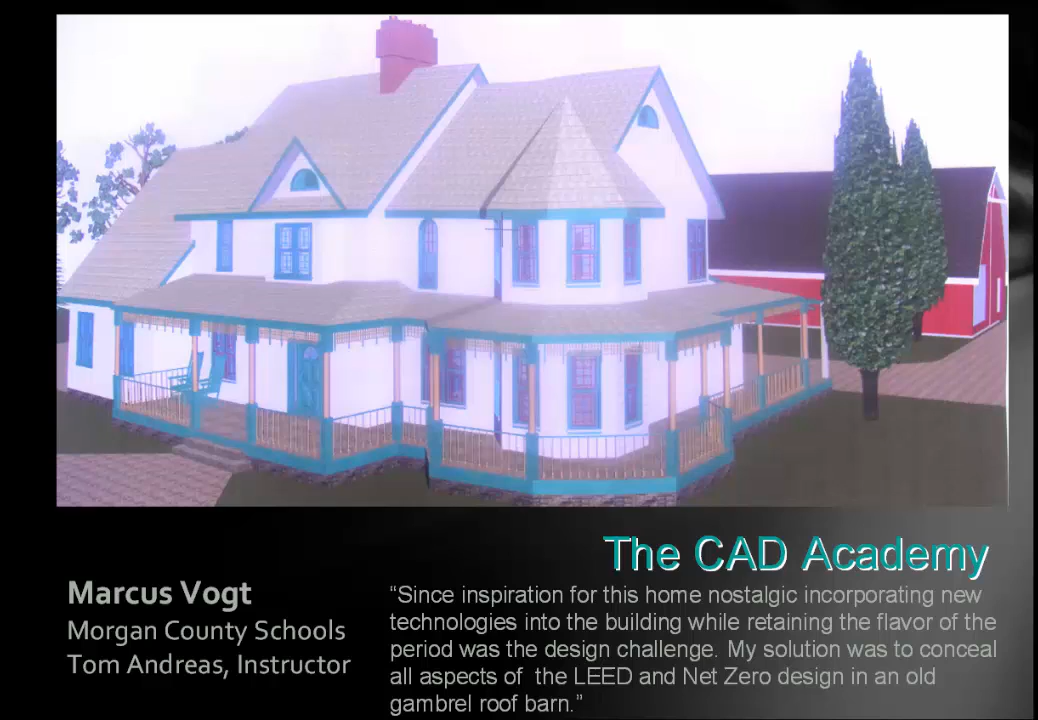 The CAD Academy
Marcus Vogt
Morgan County Schools
Tom Andreas, Instructor
“Since inspiration for this home nostalgic incorporating new
technologies into the building while retaining the flavor of the
period was the design challenge. My solution was to conceal
all aspects of the LEED and Net Zero design in an old
gambrel roof barn.”